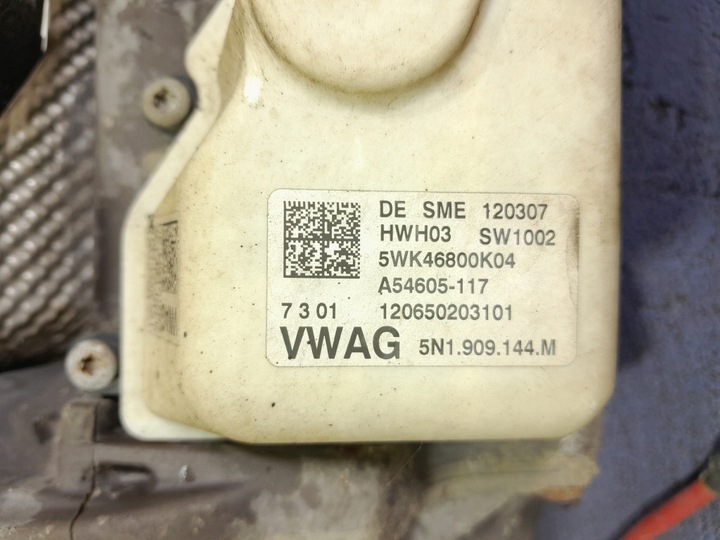 DE SME 120307
HWH03 SW1002
5WK46800K04
A54605-117
7 3 01 120650203101
VWAG 5N1.909.144.M